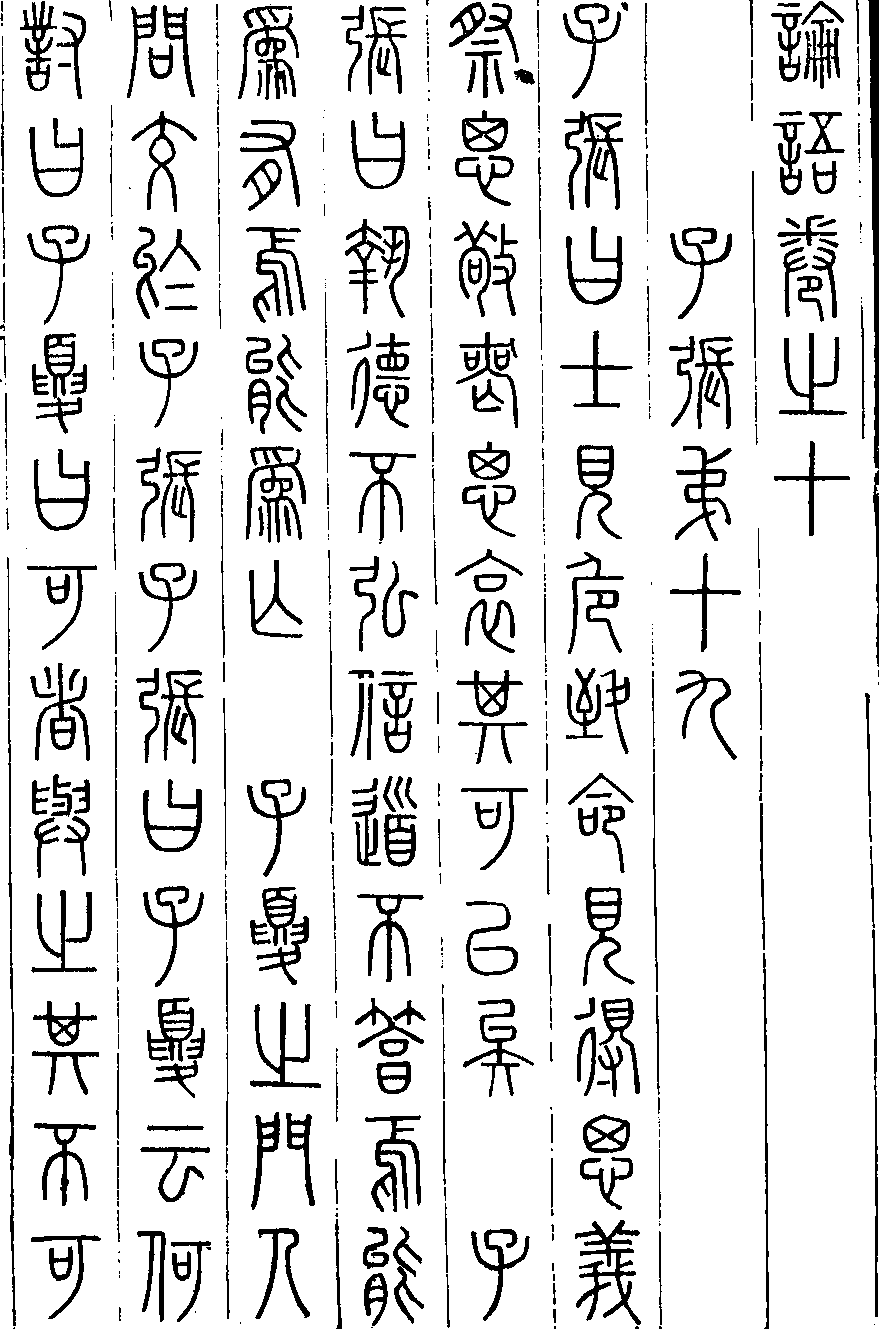 論語卷之十
子張弟十九
子張曰士見危致命見得思義
祭思敬喪思哀其可已矣　子
張曰執德不弘信道不䈞焉能
爲有焉能爲亡　子夏之門人
問交於子張子張曰子夏云何
對曰子夏曰可者與之其不可